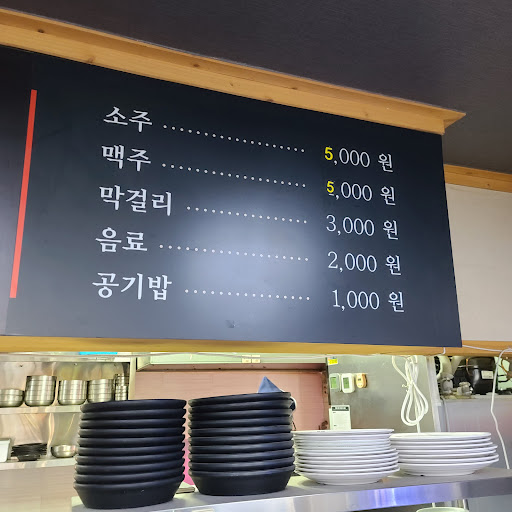 소주 .................... 5,000 원
맥주 .................... 5,000 원
막걸리 ................. 3,000 원
음료 .................... 2,000 원
공기밥 ................. 1,000 원